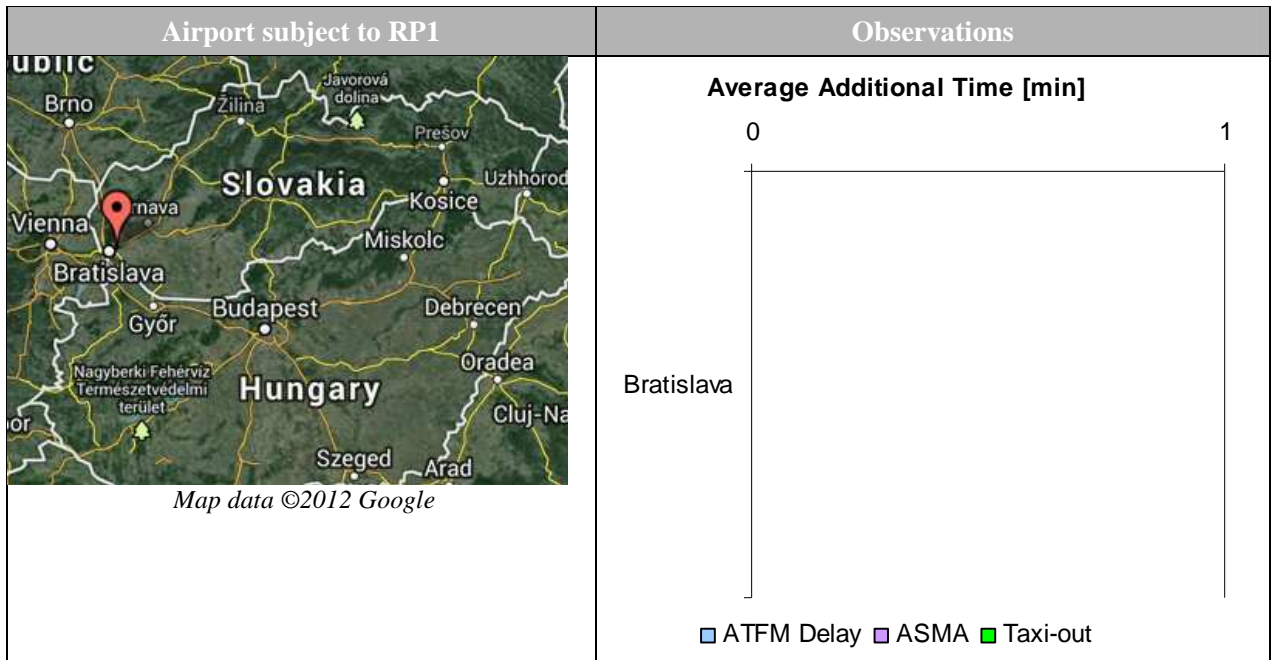 Airport subject to RP1
Observations
ublic
Brno
Žilina
Javorová
dolina
Prešov
Slovakia
Uzhhorod
Kosice
Vienna
rnava
Miskolc
Bratislava
Győr
Budapest
Debrecen
Nagyberki Fehérvíz
Természetvédelmi
terület
Hungary
Oradea
Cluj-Na
or
Szeged
Arad
Map data ©2012 Google
Average Additional Time [min]
0 1
Bratislava
ATFM Delay ASMA Taxi-out